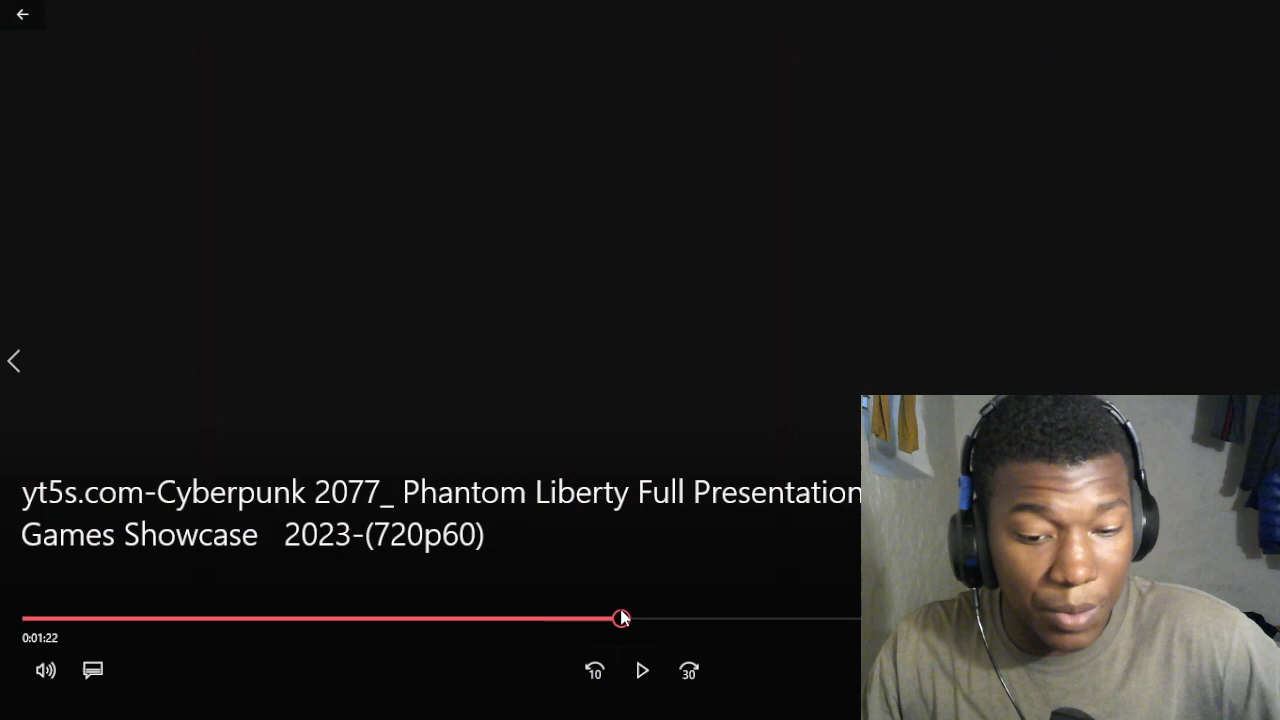 yt5s.com-Cyberpunk 2077_ Phantom Liberty Full Presentation
Games Showcase   2023-(720p60)
0:01:22
10
30